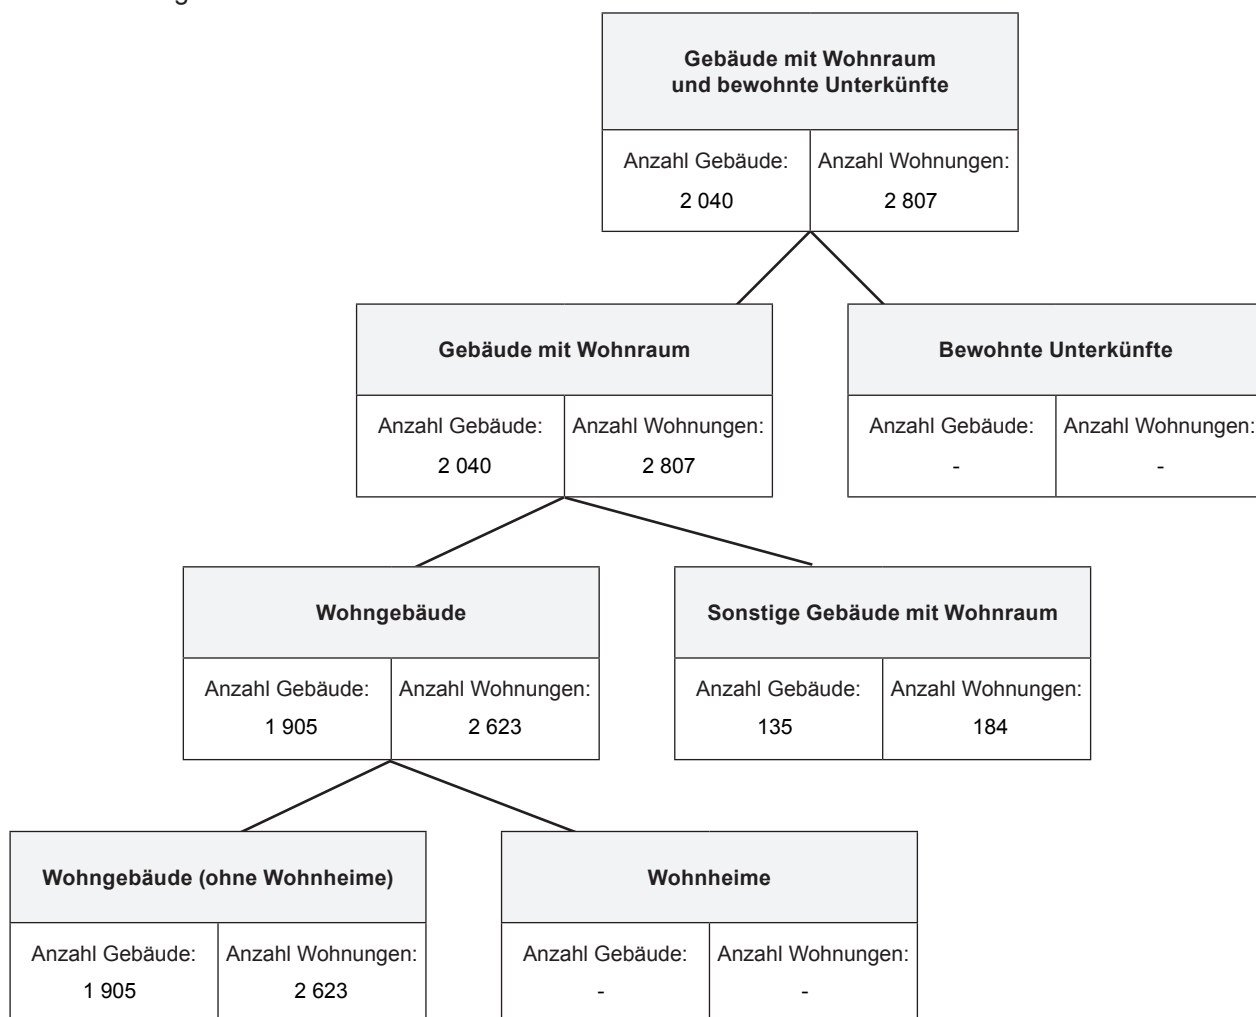 Gebäude mit Wohnraum
und bewohnte Unterkünfte
Anzahl Gebäude: Anzahl Wohnungen:
2 040 2 807
Gebäude mit Wohnraum
Anzahl Gebäude: Anzahl Wohnungen:
2 040 2 807
Bewohnte Unterkünfte
Anzahl Gebäude: Anzahl Wohnungen:
- -
Wohngebäude
Anzahl Gebäude: Anzahl Wohnungen:
1 905 2 623
Sonstige Gebäude mit Wohnraum
Anzahl Gebäude: Anzahl Wohnungen:
135 184
Wohngebäude (ohne Wohnheime)
Anzahl Gebäude: Anzahl Wohnungen:
1 905 2 623
Wohnheime
Anzahl Gebäude: Anzahl Wohnungen:
- -